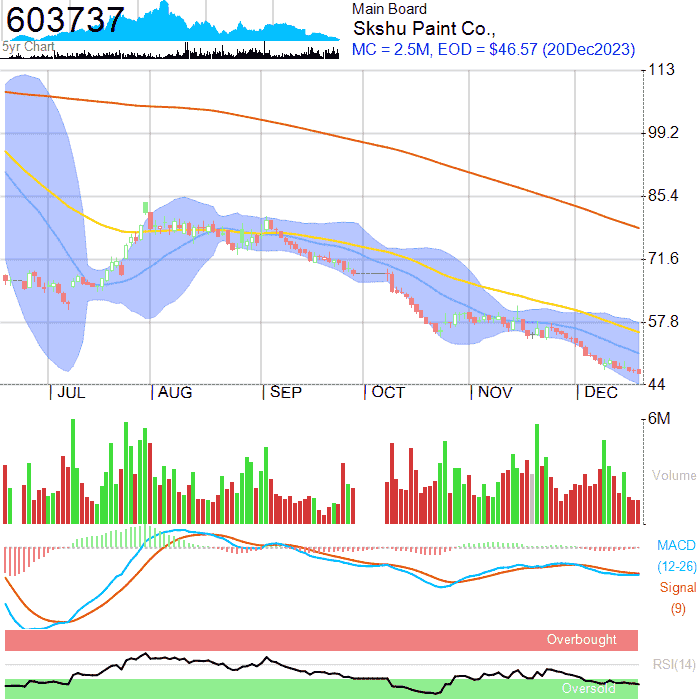 603737
5yr Chart
Main Board
Skshu Paint Co.,
MC = 2.5M, EOD = $46.57 (20Dec2023)
113
99.2
85.4
71.6
57.8
44
JUL AUG SEP OCT NOV DEC
6M
Volume
MACD
(12-26)
Signal
(9)
Overbought
RSI(14)
Oversold